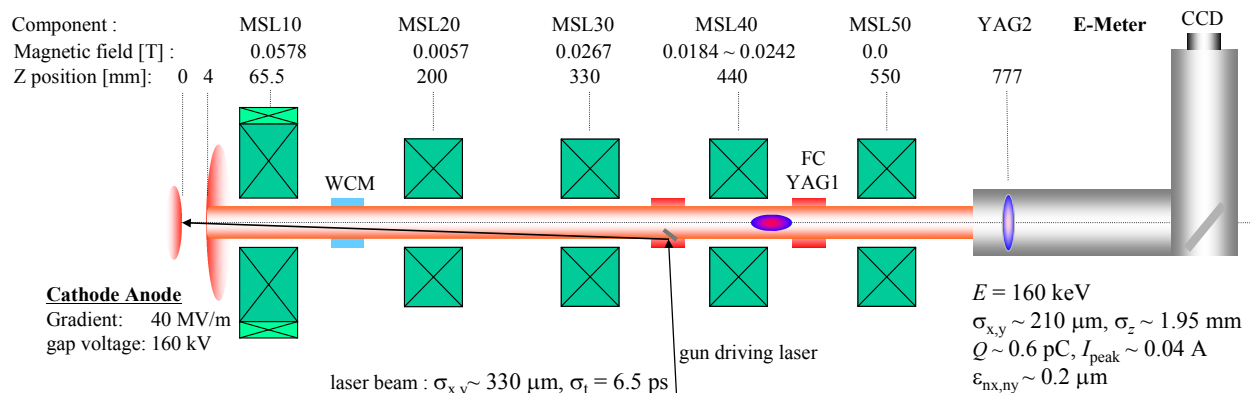 Component : MSL10 MSL20 MSL30 MSL40 MSL50 YAG2 E-Meter CCD
Magnetic field [T] : 0.0578 0.0057 0.0267 0.0184 ~ 0.0242 0.0
Z position [mm]: 0 4 65.5 200 330 440 550 777
WCM
FC
YAG1
Cathode Anode
Gradient: 40 MV/m
gap voltage: 160 kV
gun driving laser
laser beam : σx,y~ 330 μm, σt = 6.5 ps
E = 160 keV
σx,y ~ 210 μm, σz ~ 1.95 mm
Q ~ 0.6 pC, Ipeak ~ 0.04 A
εnx,ny ~ 0.2 μm